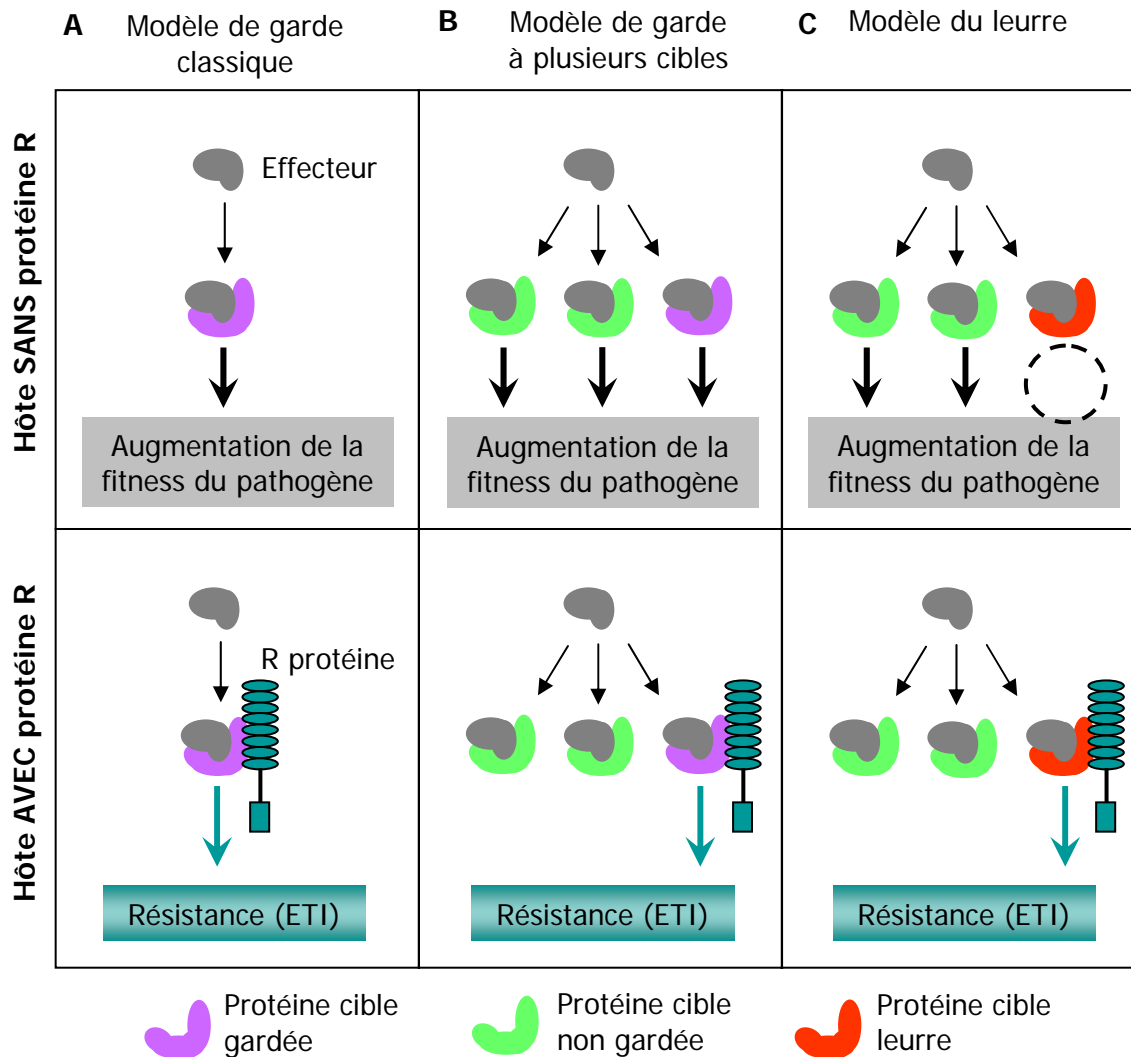 A Modèle de garde
classique
B Modèle de garde
à plusieurs cibles
C Modèle du leurre
Hôte SANS protéine R
Effecteur
Augmentation de la
fitness du pathogène
Augmentation de la
fitness du pathogène
Augmentation de la
fitness du pathogène
Hôte AVEC protéine R
R protéine
Résistance (ETI)
Résistance (ETI)
Résistance (ETI)
Protéine cible
gardée
Protéine cible
non gardée
Protéine cible
leurre